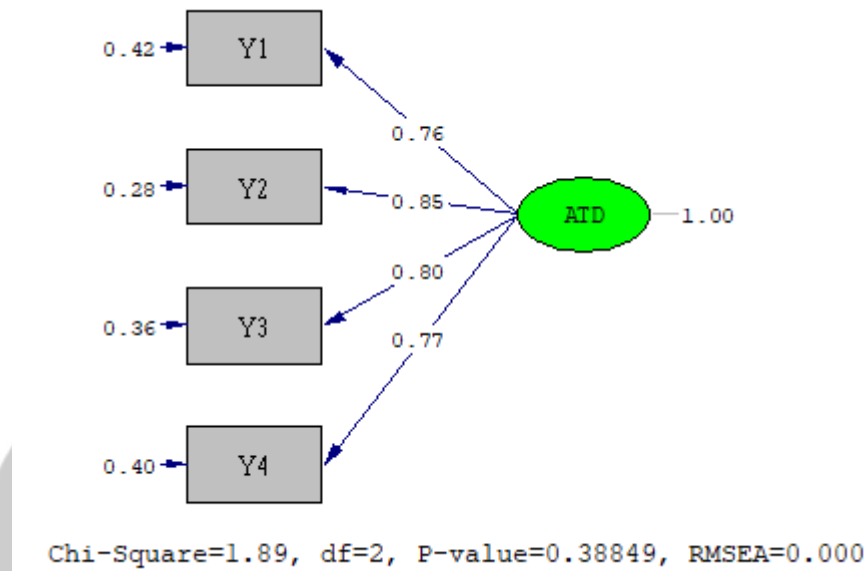 0.42 Y1
0.76
0.28 Y2 0.85 ATD 1.00
0.80
0.36 Y3
0.77
0.40 Y4
Chi-Square=1.89, df=2, P-value=0.38849, RMSEA=0.000